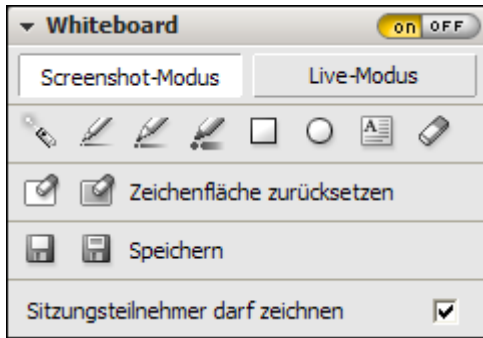 Whiteboard on OFF
Screenshot-Modus Live-Modus
A
Zeichenfläche zurücksetzen
Speichern
Sitzungsteilnehmer darf zeichnen